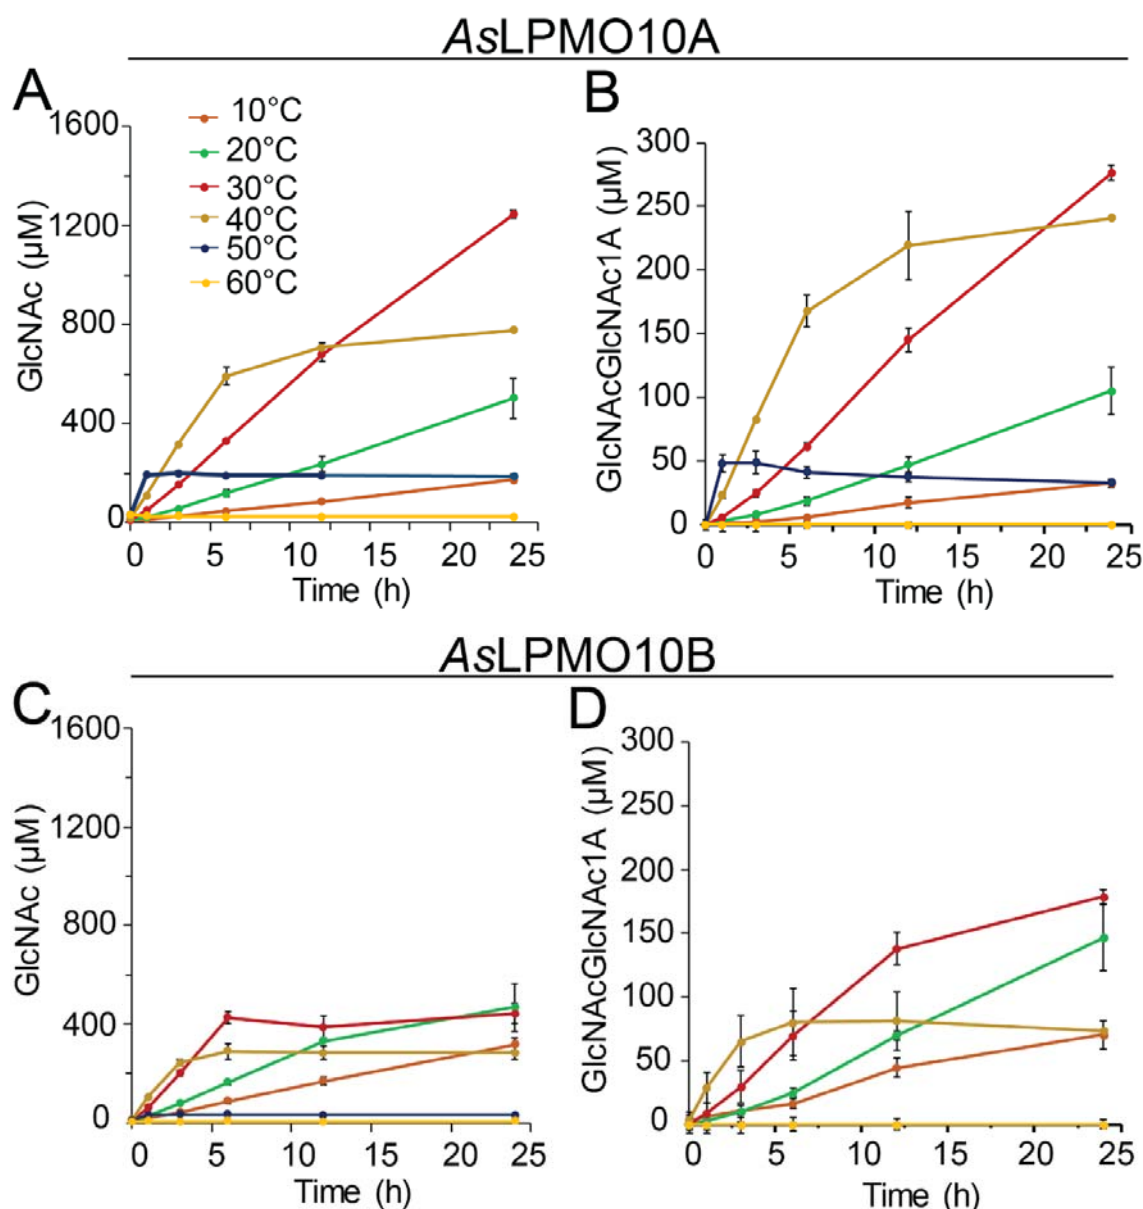 AsLPMO10A
A
B
10°C
20°C
30°C
40°C
50°C
60°C
GlcNAc (µM)
1600
1200
800
400
0
0 5 10 15 20 25
Time (h)
GlcNAcGlcNAc1A (µM)
300
250
200
150
100
50
0
0 5 10 15 20 25
Time (h)
AsLPMO10B
C
D
GlcNAc (µM)
1600
1200
800
400
0
0 5 10 15 20 25
Time (h)
GlcNAcGlcNAc1A (µM)
300
250
200
150
100
50
0
0 5 10 15 20 25
Time (h)